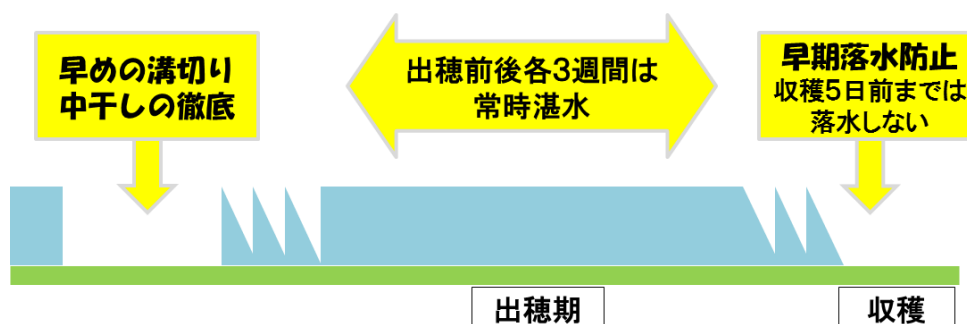 早めの溝切り
中干しの徹底
出穂前後各3週間は
常時湛水
早期落水防止
収穫5日前までは
落水しない
出穂期
収穫